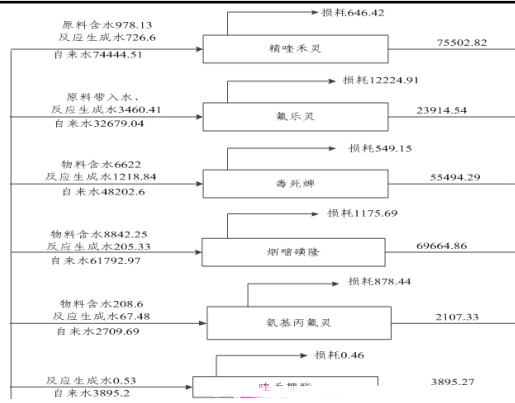 原料含水978.13
反应生成水726.6
自来水74444.51
损耗646.42
精喹禾灵
75502.82
原料带入水、
反应生成水3460.41
自来水32679.04
损耗12224.91
氟乐灵
23914.54
物料含水6622
反应生成水1218.84
自来水48202.6
损耗549.15
毒死蜱
55494.29
物料含水8842.25
反应生成水205.33
自来水61792.97
损耗1175.69
烟嘧磺隆
69664.86
物料含水208.6
反应生成水67.48
自来水2709.69
损耗878.44
氨基丙氟灵
2107.33
反应生成水0.53
自来水3895.2
损耗0.46
3895.27